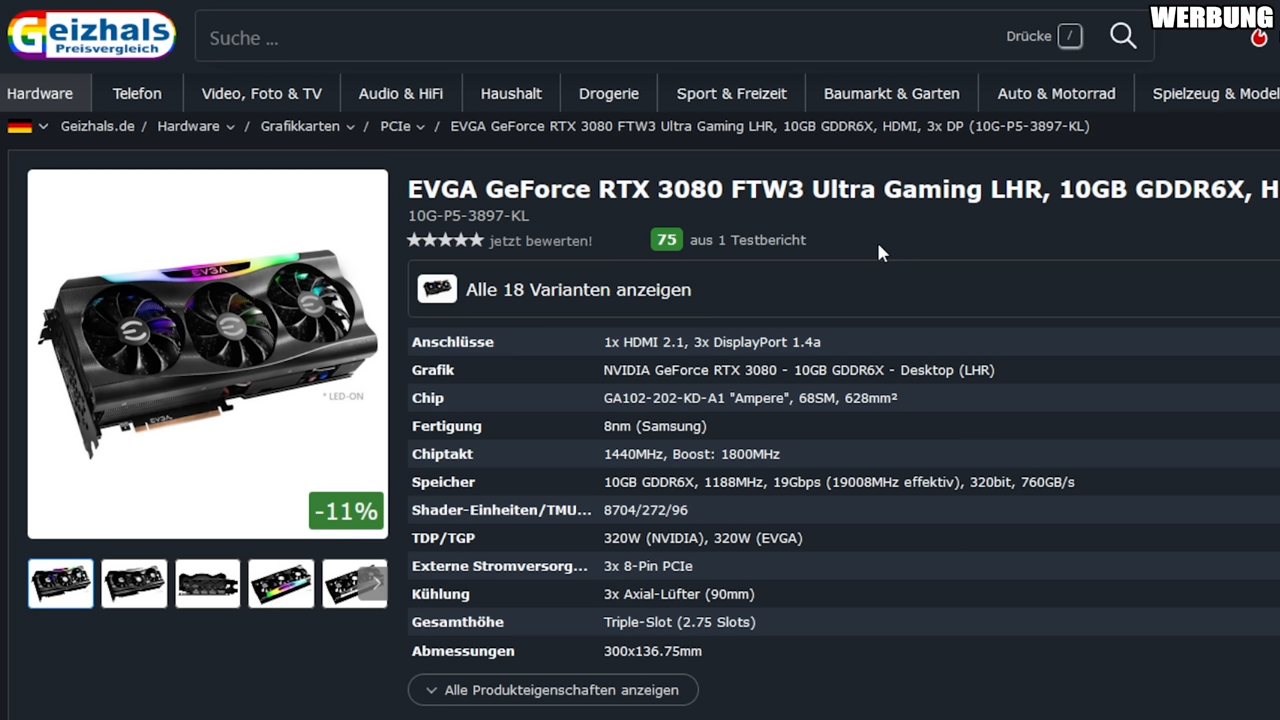 Geizhals
Preisvergleich
Suche ...
Drücke /
WERBUNG
Hardware
Telefon
Video, Foto & TV
Audio & HiFi
Haushalt
Drogerie
Sport & Freizeit
Baumarkt & Garten
Auto & Motorrad
Spielzeug & Model
Geizhals.de / Hardware / Grafikkarten / PCIe / EVGA GeForce RTX 3080 FTW3 Ultra Gaming LHR, 10GB GDDR6X, HDMI, 3x DP (10G-P5-3897-KL)
EVGA GeForce RTX 3080 FTW3 Ultra Gaming LHR, 10GB GDDR6X, H
10G-P5-3897-KL
jetzt bewerten!
75 aus 1 Testbericht
Alle 18 Varianten anzeigen
EVGA
EVGA
* LED-ON
-11%
Anschlüsse 1x HDMI 2.1, 3x DisplayPort 1.4a
Grafik NVIDIA GeForce RTX 3080 - 10GB GDDR6X - Desktop (LHR)
Chip GA102-202-KD-A1 "Ampere", 68SM, 628mm²
Fertigung 8nm (Samsung)
Chiptakt 1440MHz, Boost: 1800MHz
Speicher 10GB GDDR6X, 1188MHz, 19Gbps (19008MHz effektiv), 320bit, 760GB/s
Shader-Einheiten/TMU... 8704/272/96
TDP/TGP 320W (NVIDIA), 320W (EVGA)
Externe Stromversorg... 3x 8-Pin PCIe
Kühlung 3x Axial-Lüfter (90mm)
Gesamthöhe Triple-Slot (2.75 Slots)
Abmessungen 300x136.75mm
Alle Produkteigenschaften anzeigen